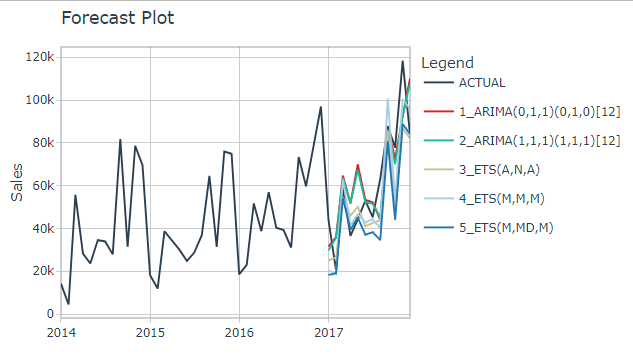 Forecast Plot
120k
100k
80k
60k
40k
20k
0
Sales
2014
2015
2016
2017
Legend
ACTUAL
1_ARIMA(0,1,1)(0,1,0)[12]
2_ARIMA(1,1,1)(1,1,1)[12]
3_ETS(A,N,A)
4_ETS(M,M,M)
5_ETS(M,MD,M)